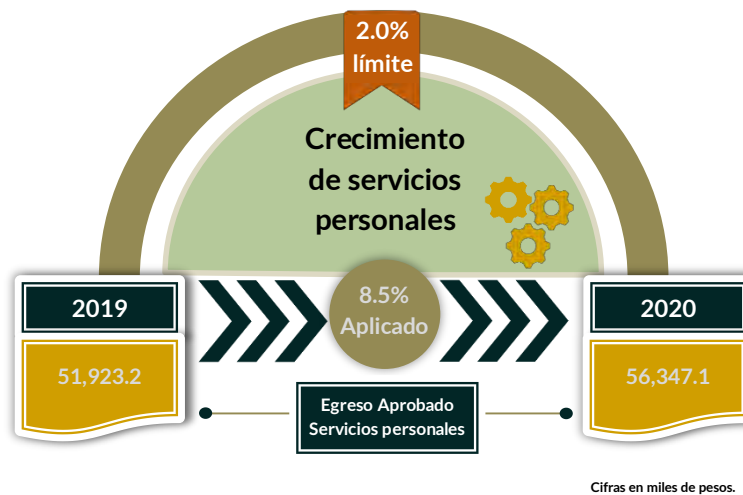 2.0%
límite
Crecimiento
de servicios
personales
2019
8.5%
Aplicado
2020
51,923.2
56,347.1
Egreso Aprobado
Servicios personales
Cifras en miles de pesos.